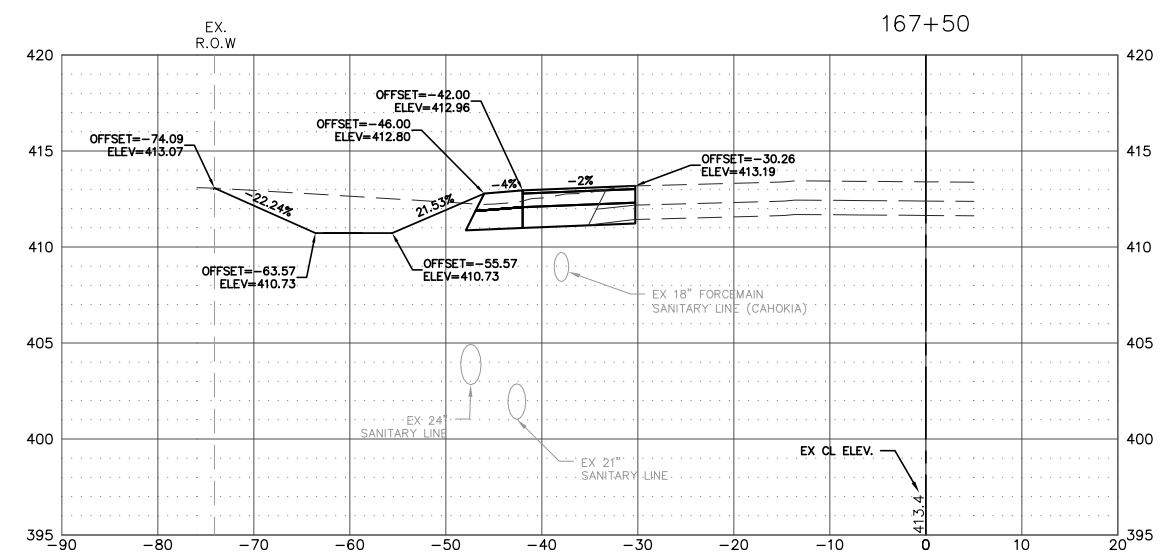 167+50
EX.
R.O.W
420
420
OFFSET=-42.00
ELEV=412.96
OFFSET=-46.00
ELEV=412.80
OFFSET=-74.09
ELEV=413.07
415
415
OFFSET=-30.26
ELEV=413.19
-4%
-2%
-22.24%
21.53%
410
410
OFFSET=-63.57
ELEV=410.73
OFFSET=-55.57
ELEV=410.73
EX 18" FORCEMAIN
SANITARY LINE (CAHOKIA)
405
405
EX 24"
SANITARY LINE
400
400
EX CL ELEV.
EX 21"
SANITARY LINE
413.4
395
395
-90
-80
-70
-60
-50
-40
-30
-20
-10
0
10
20